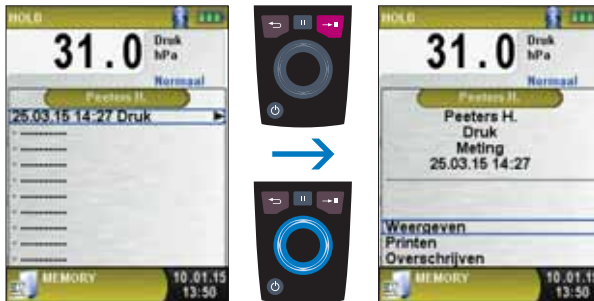 HOLD
31.0 Druk
hPa
Normaal
Peeters H.
25.03.15 14:27 Druk
MEMORY 10.01.15
13:50
HOLD
31.0 Druk
hPa
Normaal
Peeters H.
Peeters H.
Druk
Meting
25.03.15 14:27
Weergeven
Printen
Overschrijven
MEMORY 10.01.15
13:50